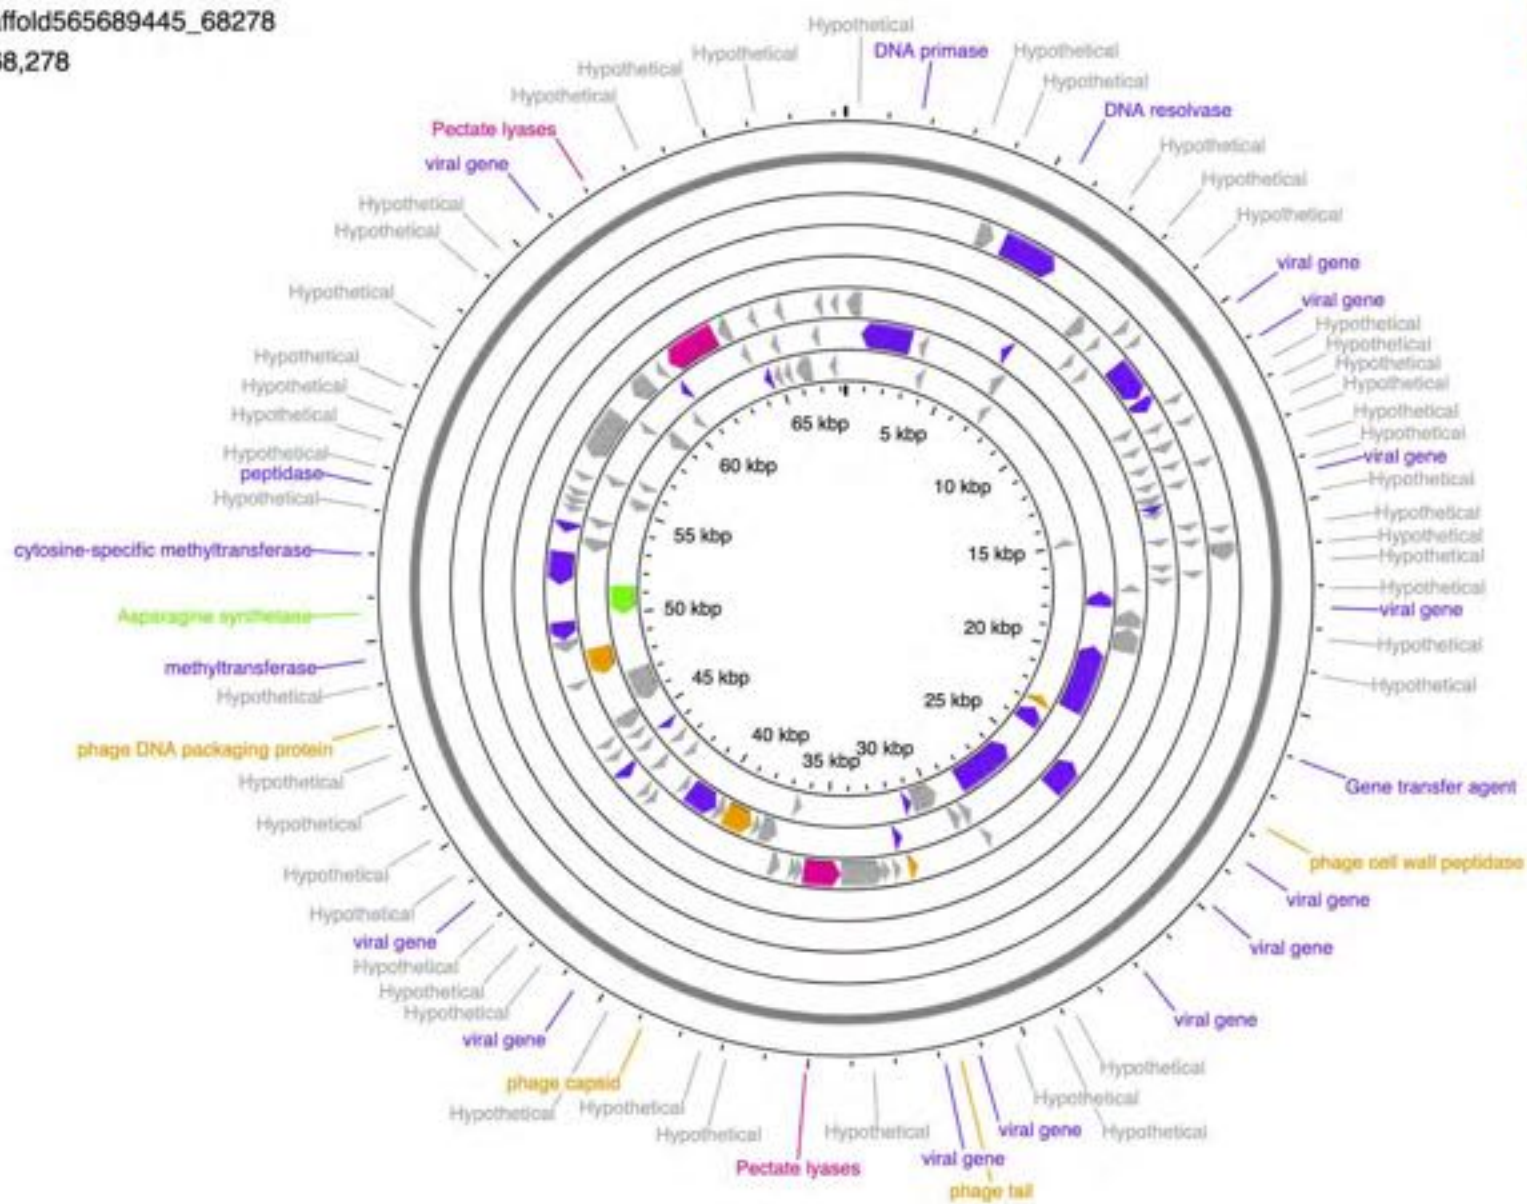 ffold565689445_68278
8,278
Hypothetical
DNA primase
Hypothetical
Hypothetical
DNA resolvase
Hypothetical
Hypothetical
Hypothetical
viral gene
viral gene
Hypothetical
Hypothetical
Hypothetical
Hypothetical
Hypothetical
Hypothetical
viral gene
Hypothetical
Hypothetical
Hypothetical
Hypothetical
Hypothetical
viral gene
Hypothetical
Hypothetical
Gene transfer agent
phage cell wall peptidase
viral gene
viral gene
viral gene
Hypothetical
Hypothetical
Hypothetical
viral gene
phage tail
viral gene
Hypothetical
Pectate lyases
Hypothetical
Hypothetical
phage capsid
Hypothetical
viral gene
Hypothetical
Hypothetical
Hypothetical
viral gene
Hypothetical
Hypothetical
Hypothetical
Hypothetical
phage DNA packaging protein
Hypothetical
methyltransferase
Asparagine synthetase
cytosine-specific methyltransferase
Hypothetical
peptidase
Hypothetical
Hypothetical
Hypothetical
Hypothetical
Hypothetical
Hypothetical
Hypothetical
viral gene
Pectate lyases
Hypothetical
Hypothetical
Hypothetical
5 kbp
10 kbp
15 kbp
20 kbp
25 kbp
30 kbp
35 kbp
40 kbp
45 kbp
50 kbp
55 kbp
60 kbp
65 kbp